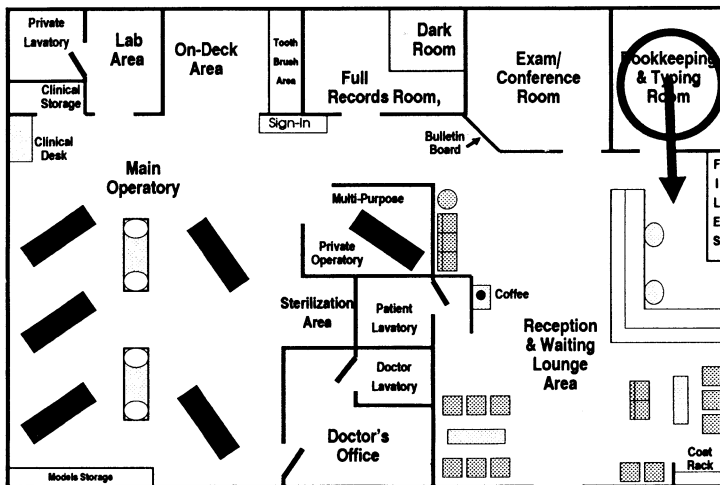 Private
Lavatory
Lab
Area
On-Deck
Area
Tooth
Brush
Area
Dark
Room
Full
Records Room,
Exam/
Conference
Room
Bookkeeping
& Typing
Room
Clinical
Storage
Sign-In
Clinical
Desk
Bulletin
Board
Main
Operatory
F
I
L
E
S
Multi-Purpose
Private
Operatory
Sterilization
Area
Patient
Lavatory
Coffee
Reception
& Waiting
Lounge
Area
Doctor
Lavatory
Doctor's
Office
Coat
Rack
Models Storage